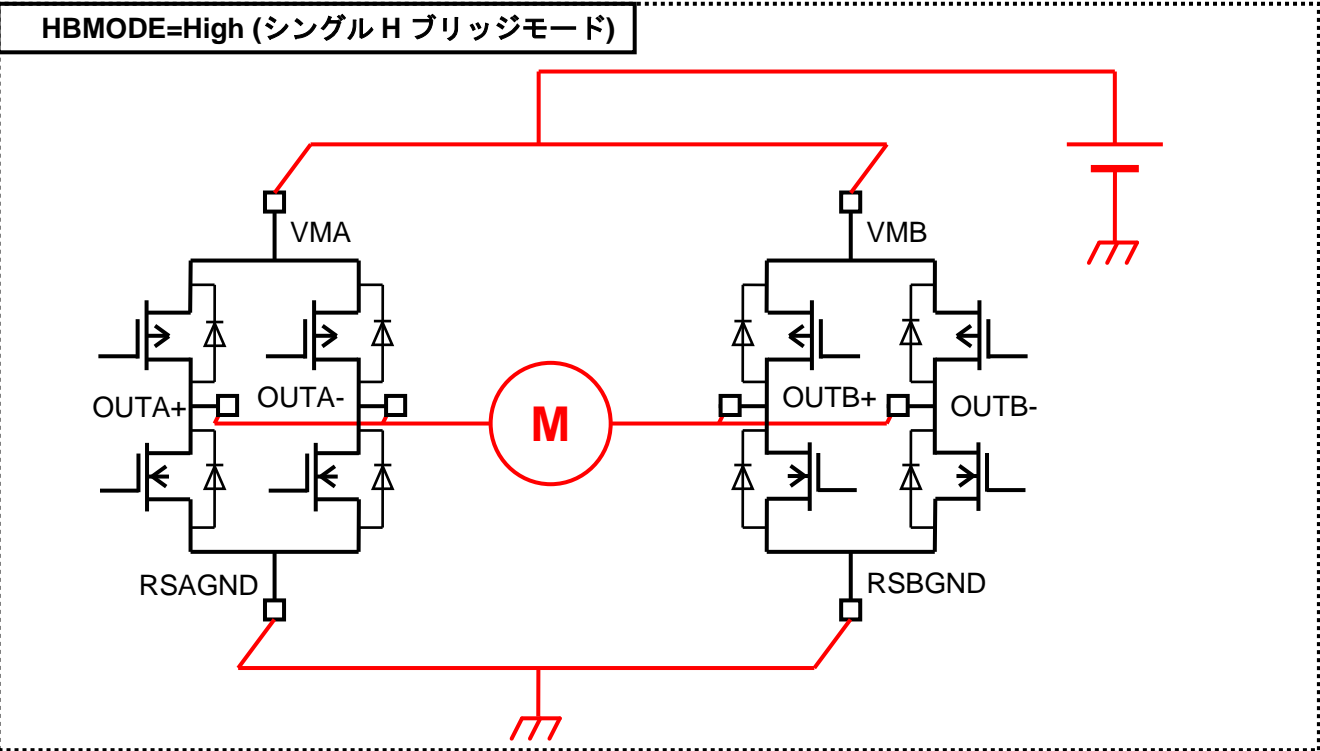 HBMODE=High (シングル H ブリッジモード)
VMA
VMB
OUTA+
OUTA-
M
OUTB+
OUTB-
RSAGND
RSBGND